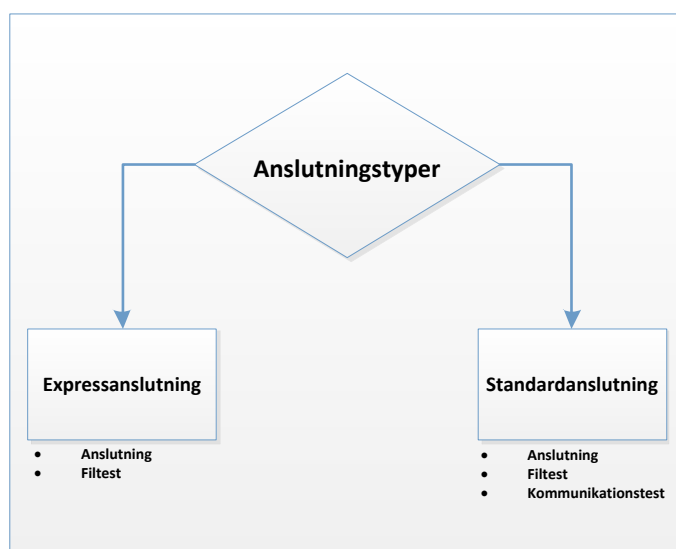 Anslutningstyper
Expressanslutning
• Anslutning
• Filtest
Standardanslutning
• Anslutning
• Filtest
• Kommunikationstest